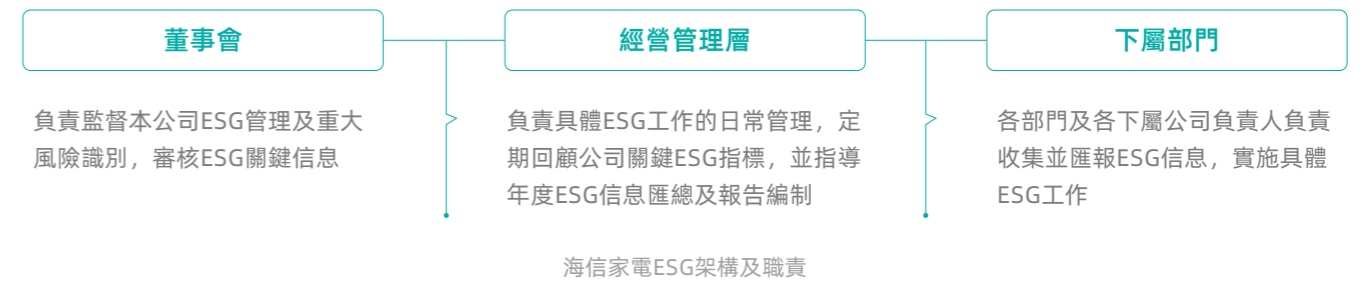 董事會
負責監督本公司ESG管理及重大
風險識別，審核ESG關鍵信息
經營管理層
負責具體ESG工作的日常管理，定
期回顧公司關鍵ESG指標，並指導
年度ESG信息匯總及報告編制
下屬部門
各部門及各下屬公司負責人負責
收集並匯報ESG信息，實施具體
ESG工作
海信家電ESG架構及職責